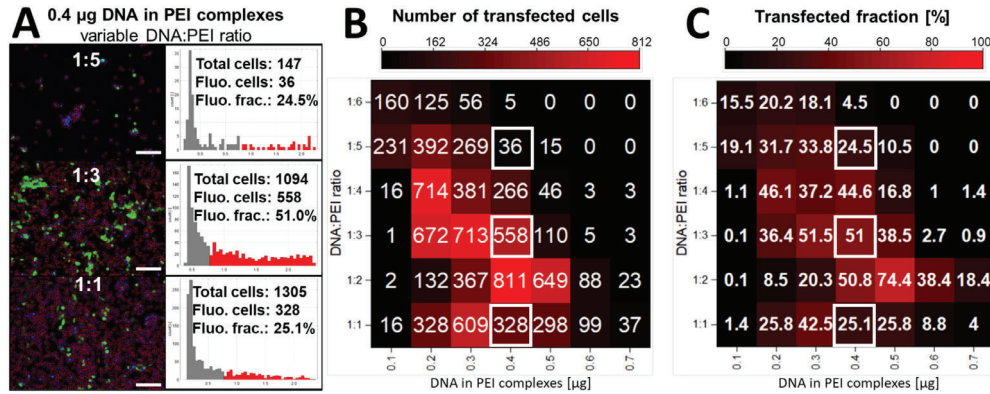 A
0.4 µg DNA in PEI complexes
variable DNA:PEI ratio
1:5
Total cells: 147
Fluo. cells: 36
Fluo. frac.: 24.5%
1:3
Total cells: 1094
Fluo. cells: 558
Fluo. frac.: 51.0%
1:1
Total cells: 1305
Fluo. cells: 328
Fluo. frac.: 25.1%
B
Number of transfected cells
0 162 324 486 650 812
DNA:PEI ratio
1:6 160 125 56 5 0 0 0
1:5 231 392 269 36 15 0 0
1:4 16 714 381 266 46 3 3
1:3 1 672 713 558 110 5 3
1:2 2 132 367 811 649 88 23
1:1 16 328 609 328 298 99 37
0.1 0.2 0.3 0.4 0.5 0.6 0.7
DNA in PEI complexes [µg]
C
Transfected fraction [%]
0 20 40 60 80 100
DNA:PEI ratio
1:6 15.5 20.2 18.1 4.5 0 0 0
1:5 19.1 31.7 33.8 24.5 10.5 0 0
1:4 1.1 46.1 37.2 44.6 16.8 1 1.4
1:3 0.1 36.4 51.5 51 38.5 2.7 0.9
1:2 0.1 8.5 20.3 50.8 74.4 38.4 18.4
1:1 1.4 25.8 42.5 25.1 25.8 8.8 4
0.1 0.2 0.3 0.4 0.5 0.6 0.7
DNA in PEI complexes [µg]